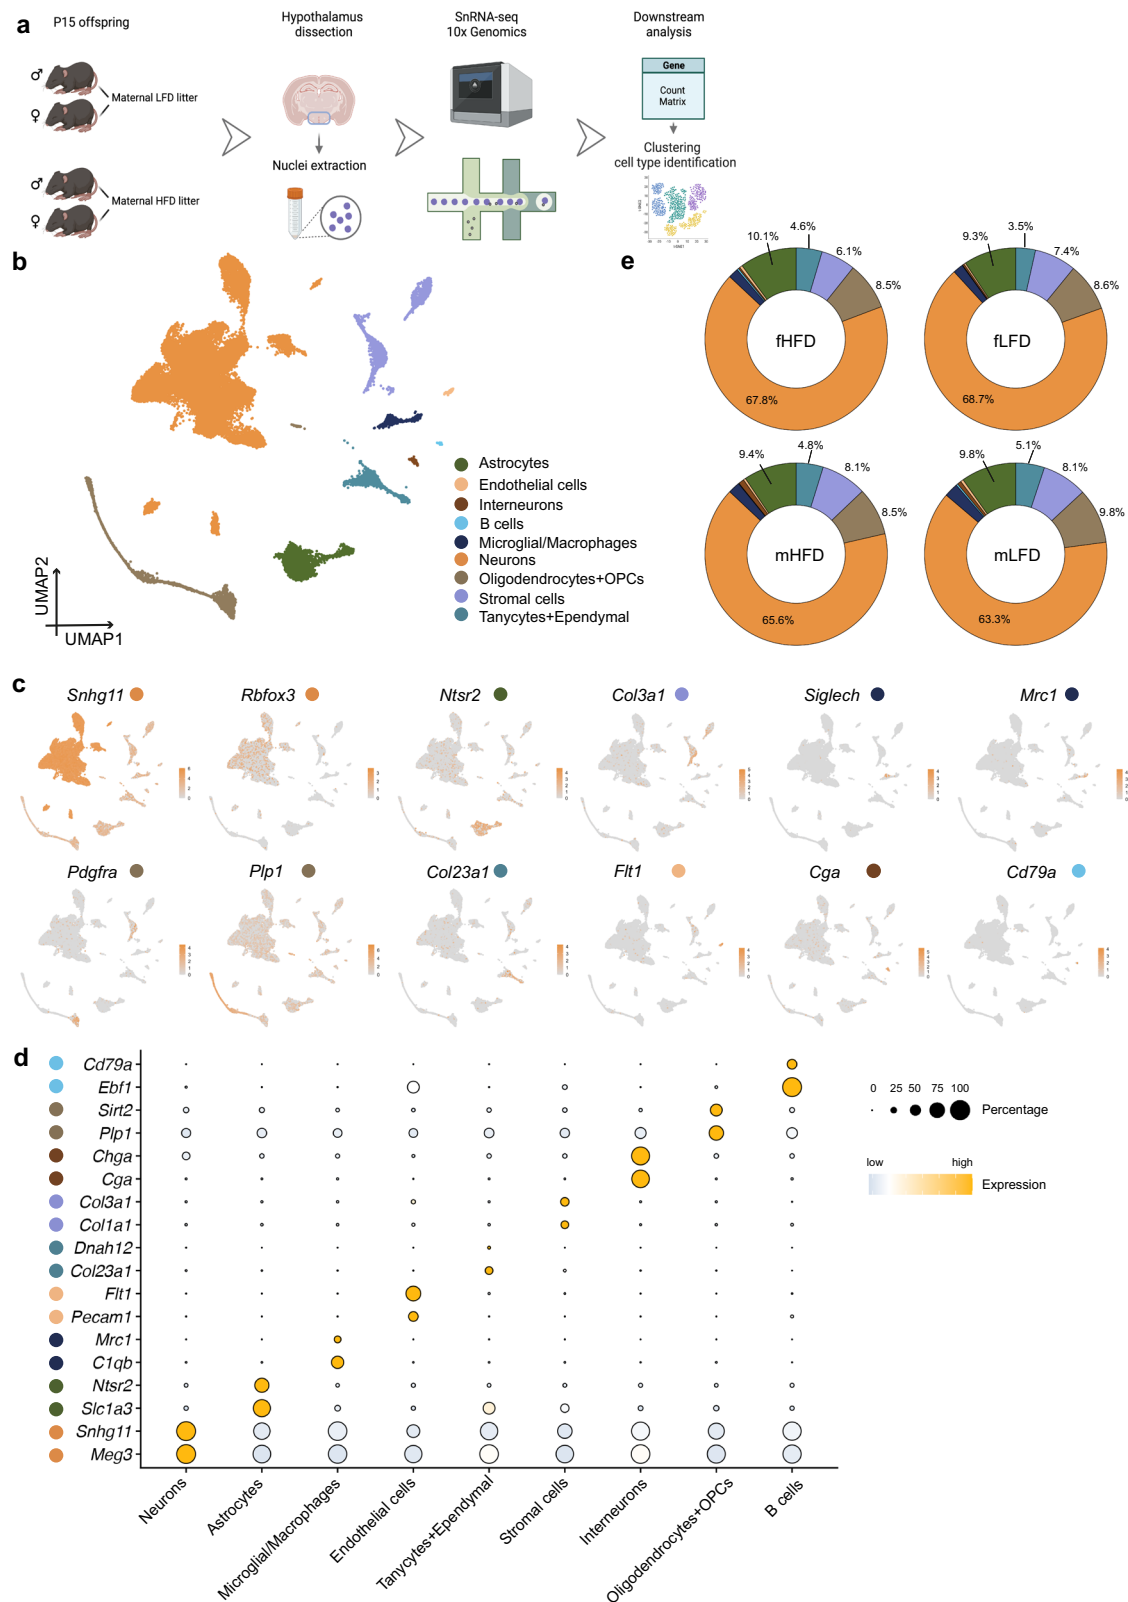 a
P15 offspring
Hypothalamus
dissection
SnRNA-seq
10x Genomics
Downstream
analysis
♂
♀
Maternal LFD litter
♂
♀
Maternal HFD litter
Nuclei extraction
Gene
Count
Matrix
Clustering
cell type identification
b
UMAP2
UMAP1
Astrocytes
Endothelial cells
Interneurons
B cells
Microglial/Macrophages
Neurons
Oligodendrocytes+OPCs
Stromal cells
Tanycytes+Ependymal
e
10.1%
4.6%
6.1%
8.5%
67.8%
fHFD
9.3%
3.5%
7.4%
8.6%
68.7%
fLFD
9.4%
4.8%
8.1%
8.5%
65.6%
mHFD
9.8%
5.1%
8.1%
9.8%
63.3%
mLFD
c
Snhg11
Rbfox3
Ntsr2
Col3a1
Siglech
Mrc1
Pdgfra
Plp1
Col23a1
Flt1
Cga
Cd79a
d
Cd79a
Ebf1
Sirt2
Plp1
Chga
Cga
Col3a1
Col1a1
Dnah12
Col23a1
Flt1
Pecam1
Mrc1
C1qb
Ntsr2
Slc1a3
Snhg11
Meg3
Neurons
Astrocytes
Microglial/Macrophages
Endothelial cells
Tanycytes+Ependymal
Stromal cells
Interneurons
Oligodendrocytes+OPCs
B cells
0 25 50 75 100
Percentage
low high
Expression